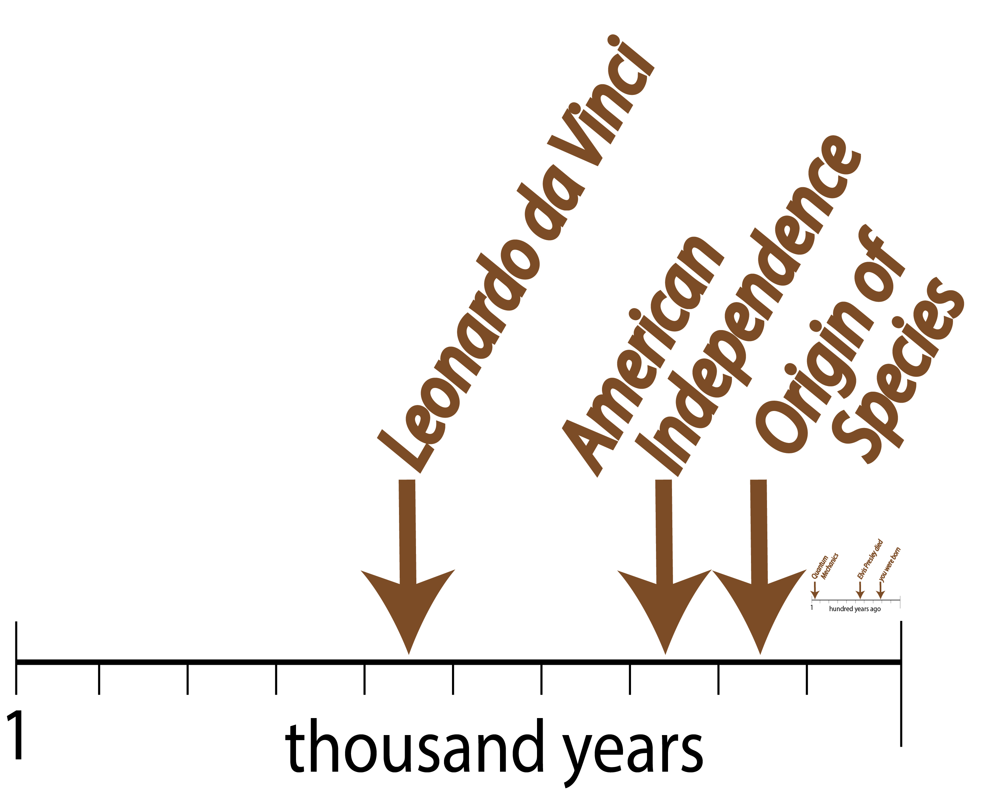 Leonardo da Vinci
American
Independence
Origin of
Species
Quantum
Mechanics
Elvis Presley died
you were born
1
hundred years ago
1
thousand years